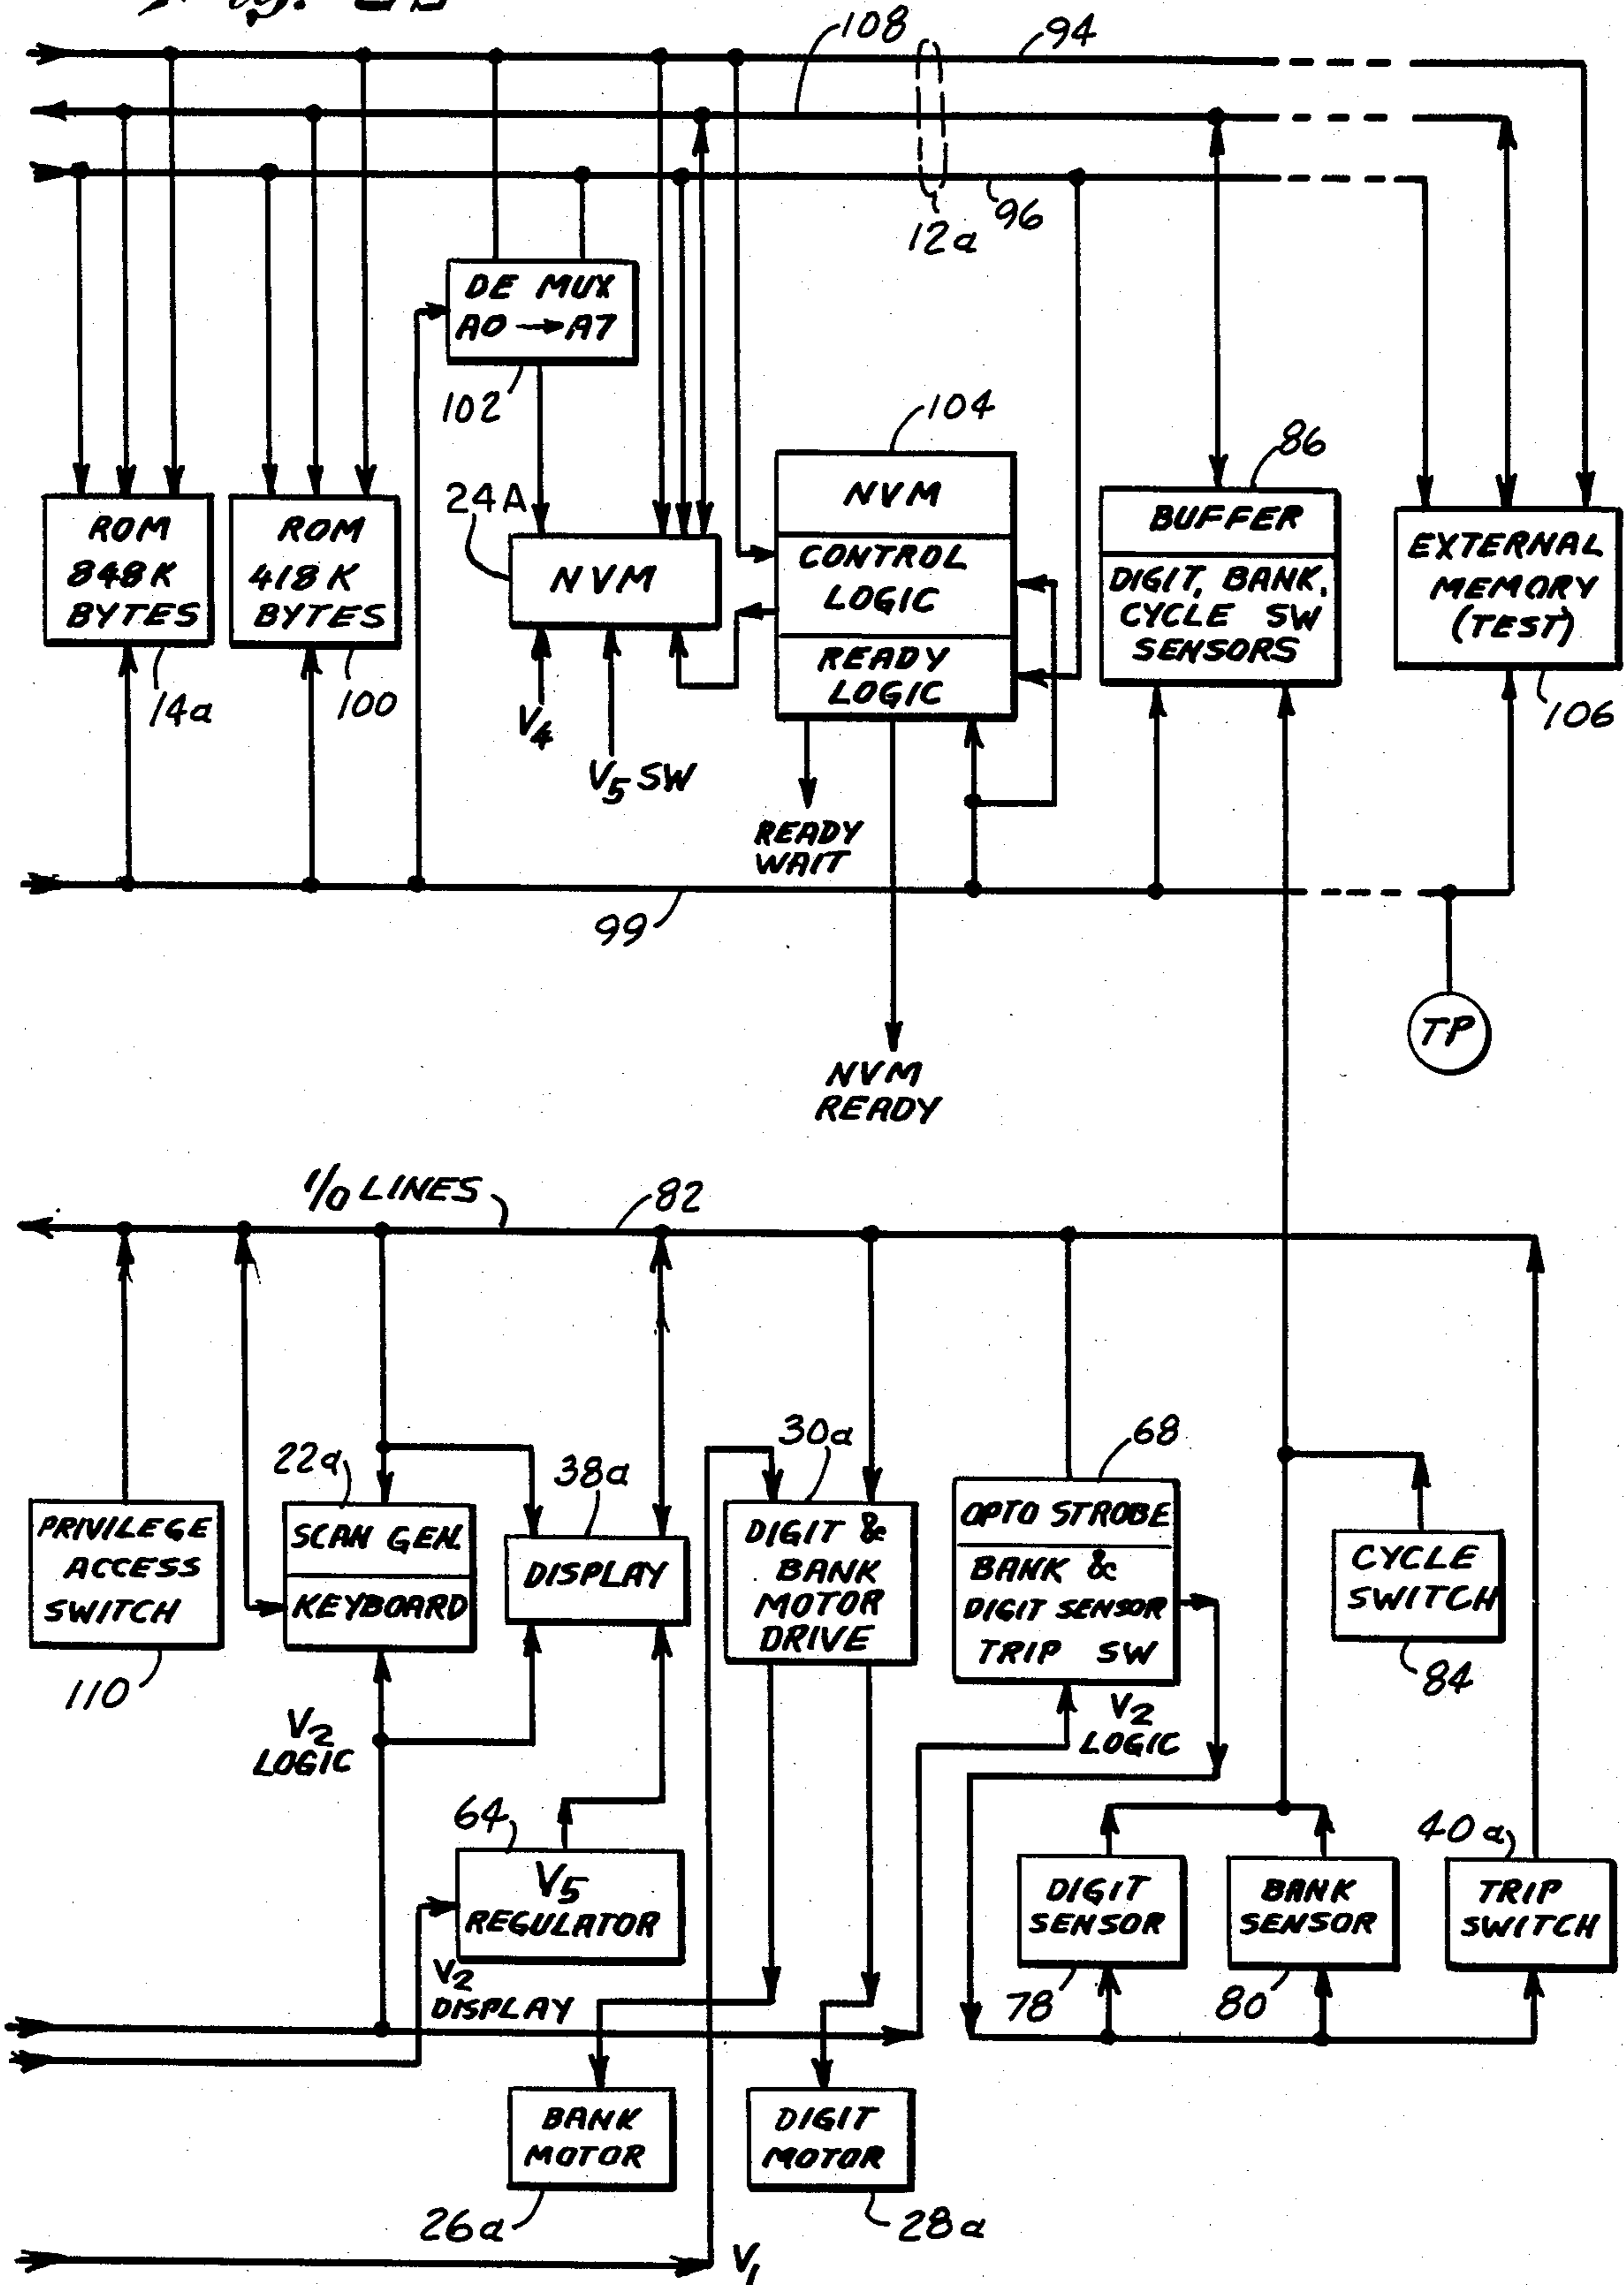 108
94
96
12a
DE MUX
A0 → A7
102
104
86
24A
ROM
848K
BYTES
ROM
418K
BYTES
NVM
NVM
CONTROL
LOGIC
READY
LOGIC
BUFFER
DIGIT, BANK,
CYCLE SW
SENSORS
EXTERNAL
MEMORY
(TEST)
14a
100
V4
V5 SW
106
READY
WAIT
99
TP
NVM
READY
I/O LINES
82
22a
38a
30a
68
PRIVILEGE
ACCESS
SWITCH
SCAN GEN.
KEYBOARD
DISPLAY
DIGIT &
BANK
MOTOR
DRIVE
OPTO STROBE
BANK &
DIGIT SENSOR
TRIP SW
CYCLE
SWITCH
110
84
V2
LOGIC
V2
LOGIC
64
40a
V5
REGULATOR
DIGIT
SENSOR
BANK
SENSOR
TRIP
SWITCH
V2
DISPLAY
78
80
BANK
MOTOR
DIGIT
MOTOR
26a
28a
V1